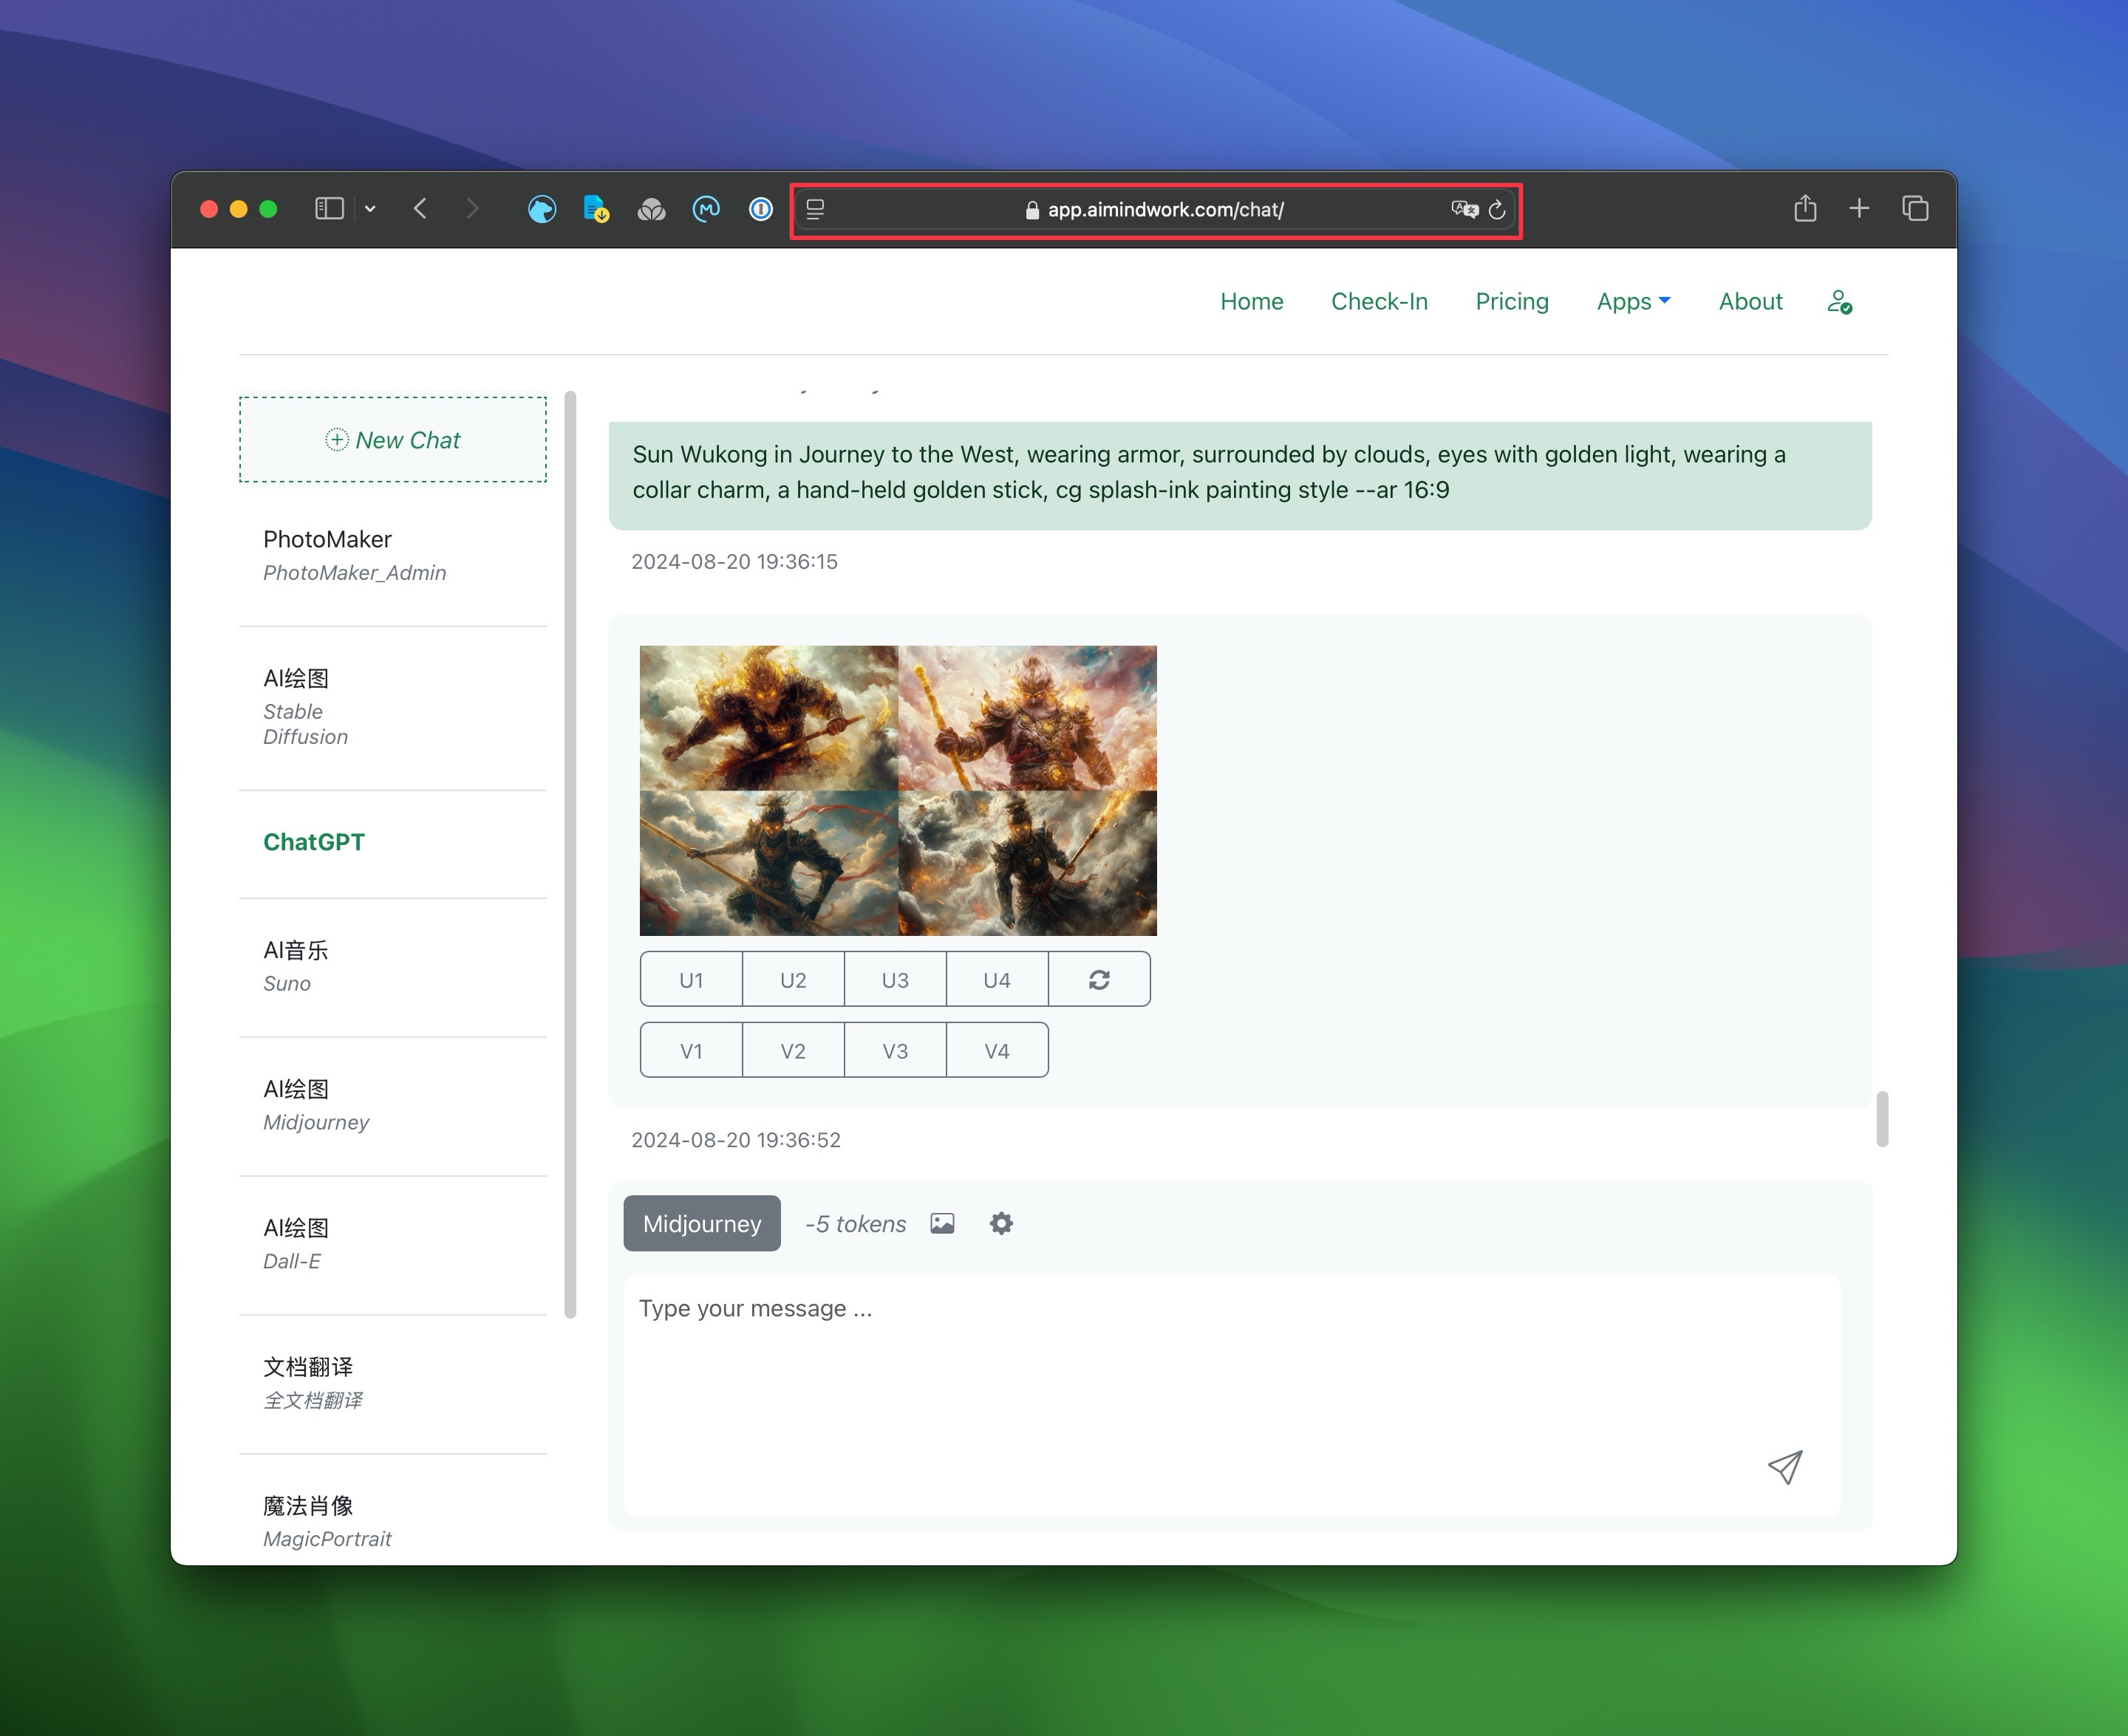 app.aimindwork.com/chat/
Home Check-In Pricing Apps About
New Chat
PhotoMaker
PhotoMaker_Admin
AI绘图
Stable
Diffusion
ChatGPT
AI音乐
Suno
AI绘图
Midjourney
AI绘图
Dall-E
文档翻译
全文档翻译
魔法肖像
MagicPortrait
Sun Wukong in Journey to the West, wearing armor, surrounded by clouds, eyes with golden light, wearing a
collar charm, a hand-held golden stick, cg splash-ink painting style --ar 16:9
2024-08-20 19:36:15
U1 U2 U3 U4
V1 V2 V3 V4
2024-08-20 19:36:52
Midjourney -5 tokens
Type your message ...